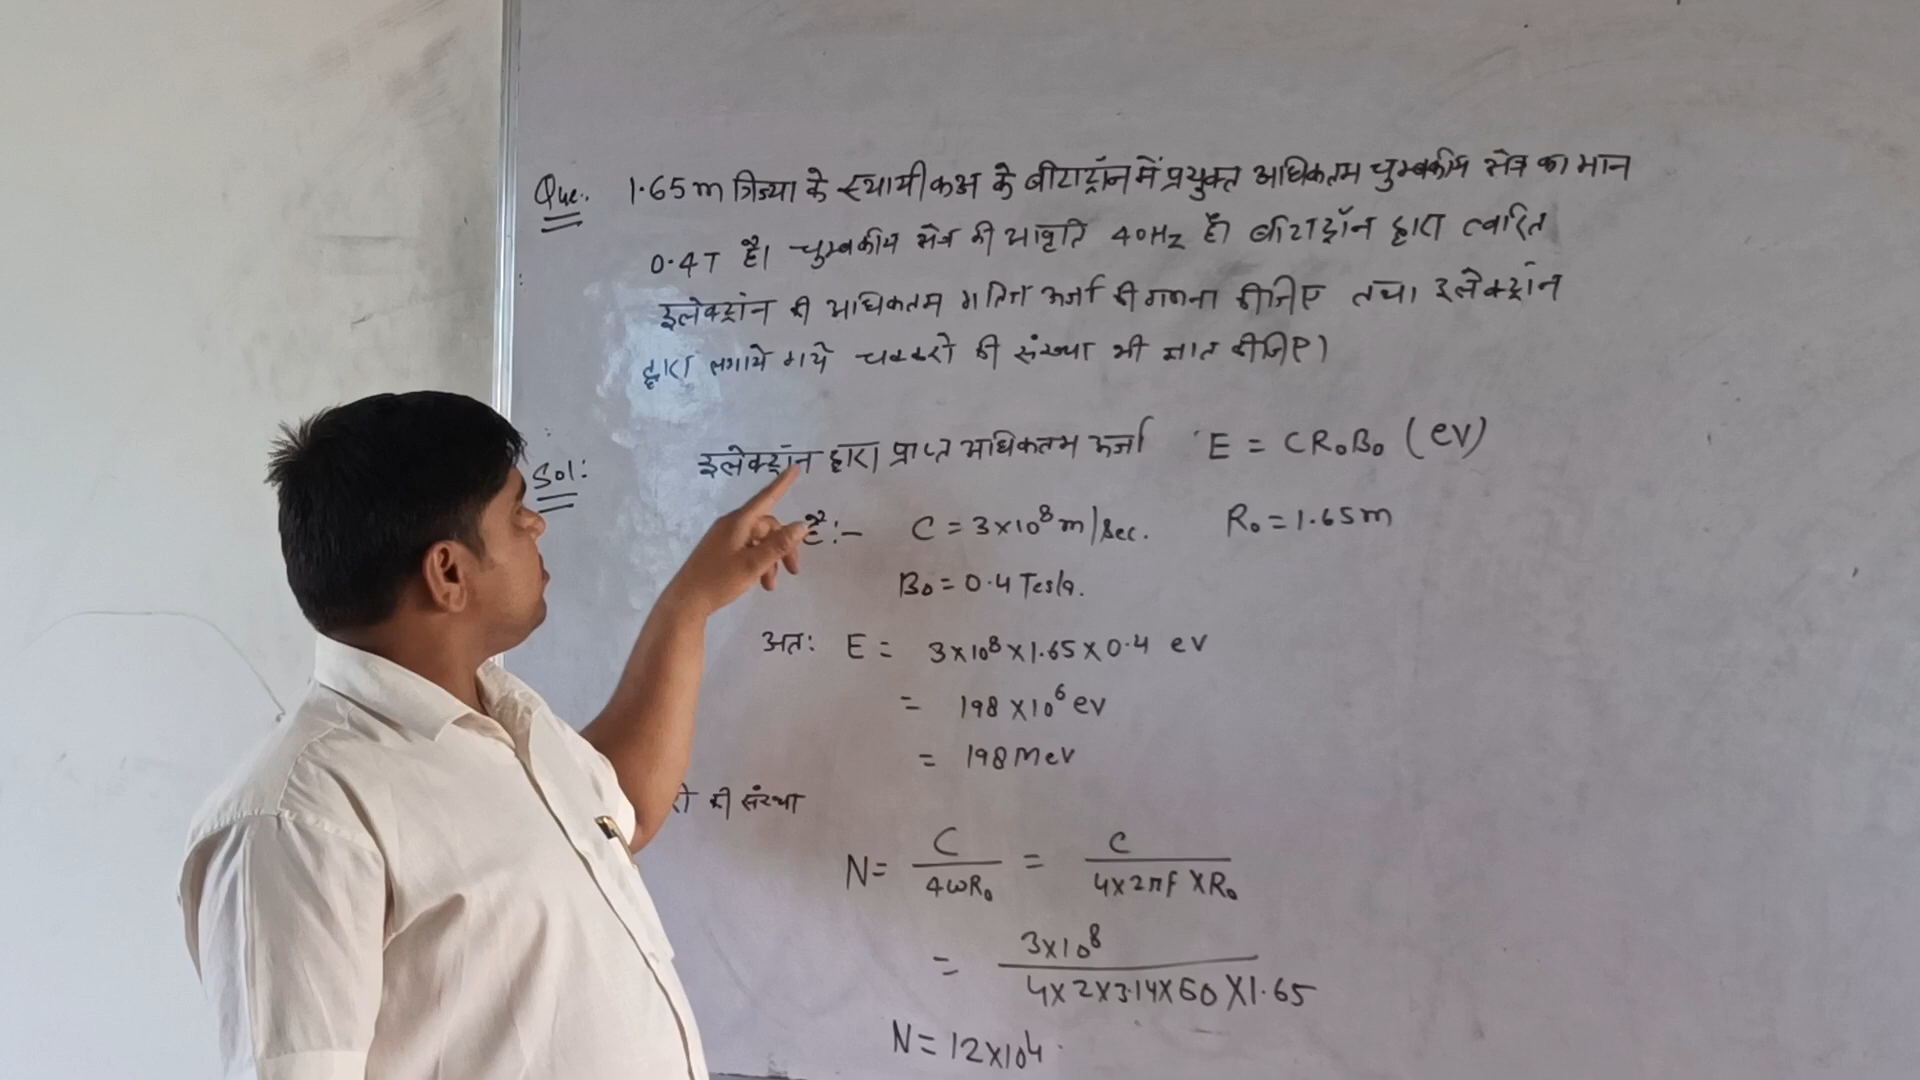 Que:. 1.65m त्रिज्या के स्थायीकक्ष के बीटाट्रॉन में प्रयुक्त अधिकतम चुम्बकीय क्षेत्र का मान
0.4T है। चुम्बकीय क्षेत्र की आवृति 40Hz है। बीटाट्रॉन द्वारा त्वरित
इलेक्ट्रॉन की अधिकतम गतिज ऊर्जा की गणना कीजिए तथा इलेक्ट्रॉन
द्वारा लगाये गये चक्करो की संख्या भी ज्ञात कीजिए।
Sol: इलेक्ट्रॉन द्वारा प्राप्त अधिकतम ऊर्जा E = CR₀B₀ (ev)
है:- C = 3×10⁸ m/sec. R₀ = 1.65m
B₀ = 0.4 Tesla.
अतः E = 3×10⁸×1.65×0.4 ev
= 198×10⁶ ev
= 198 Mev
की संख्या
N = C/4ωR₀ = C/4×2πf×R₀
= 3×10⁸/4×2×3.14×60×1.65
N = 12×10⁴